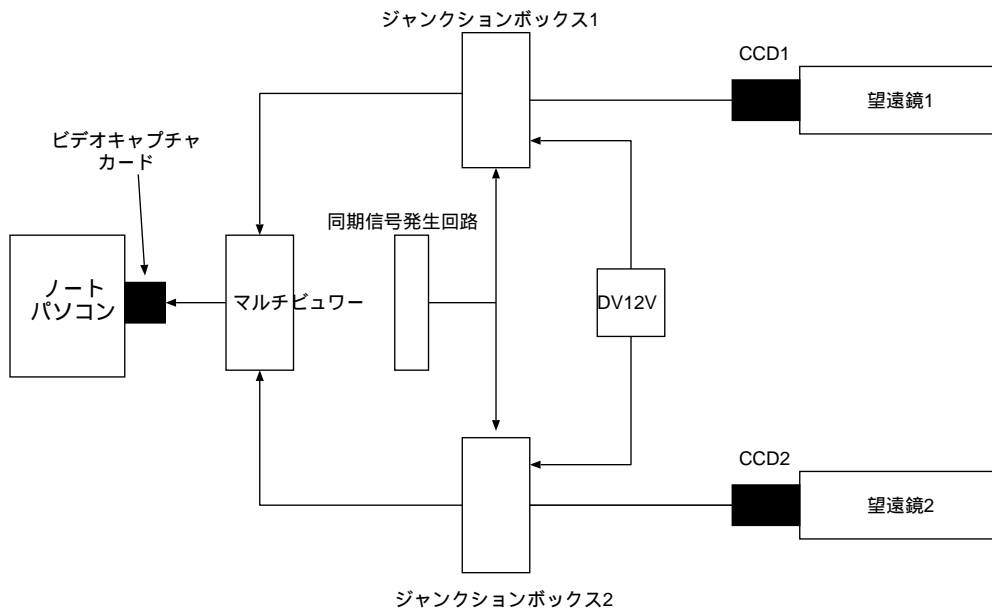 ジャンクションボックス1
CCD1
望遠鏡1
ビデオキャプチャ
カード
同期信号発生回路
ノート
パソコン
マルチビュワー
DV12V
CCD2
望遠鏡2
ジャンクションボックス2